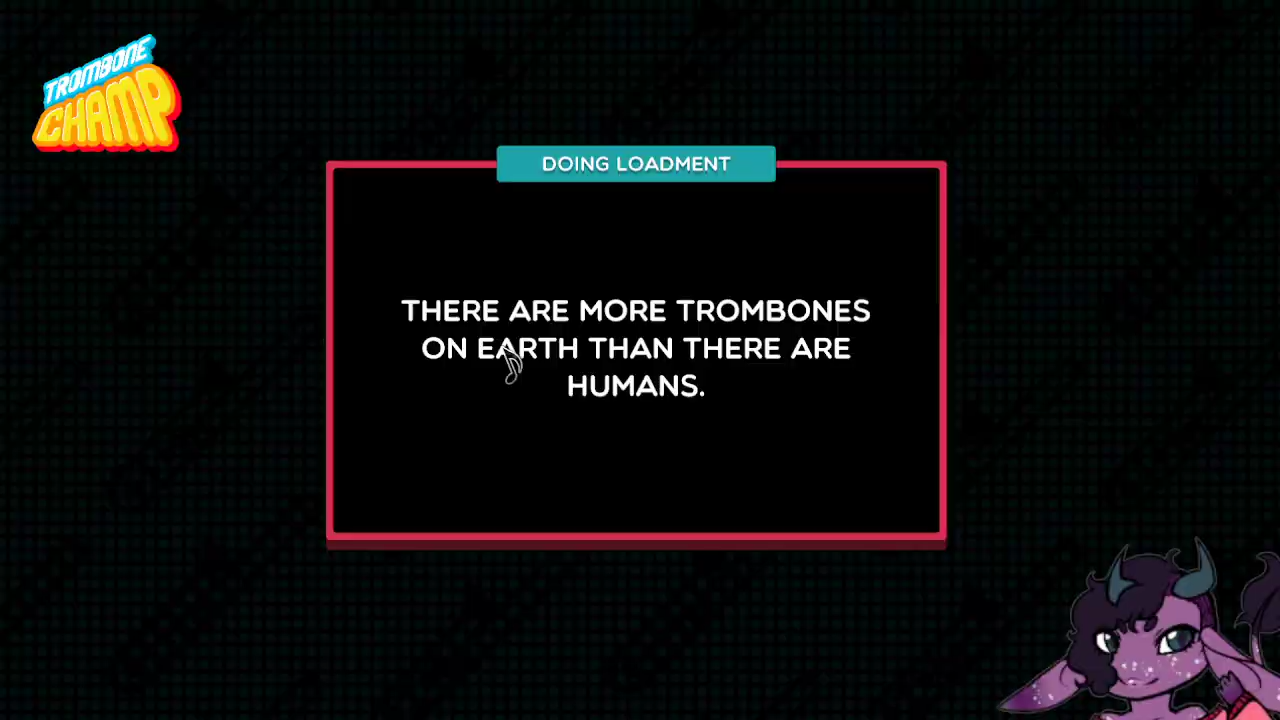 TROMBONE
CHAMP
DOING LOADMENT
THERE ARE MORE TROMBONES
ON EARTH THAN THERE ARE
HUMANS.